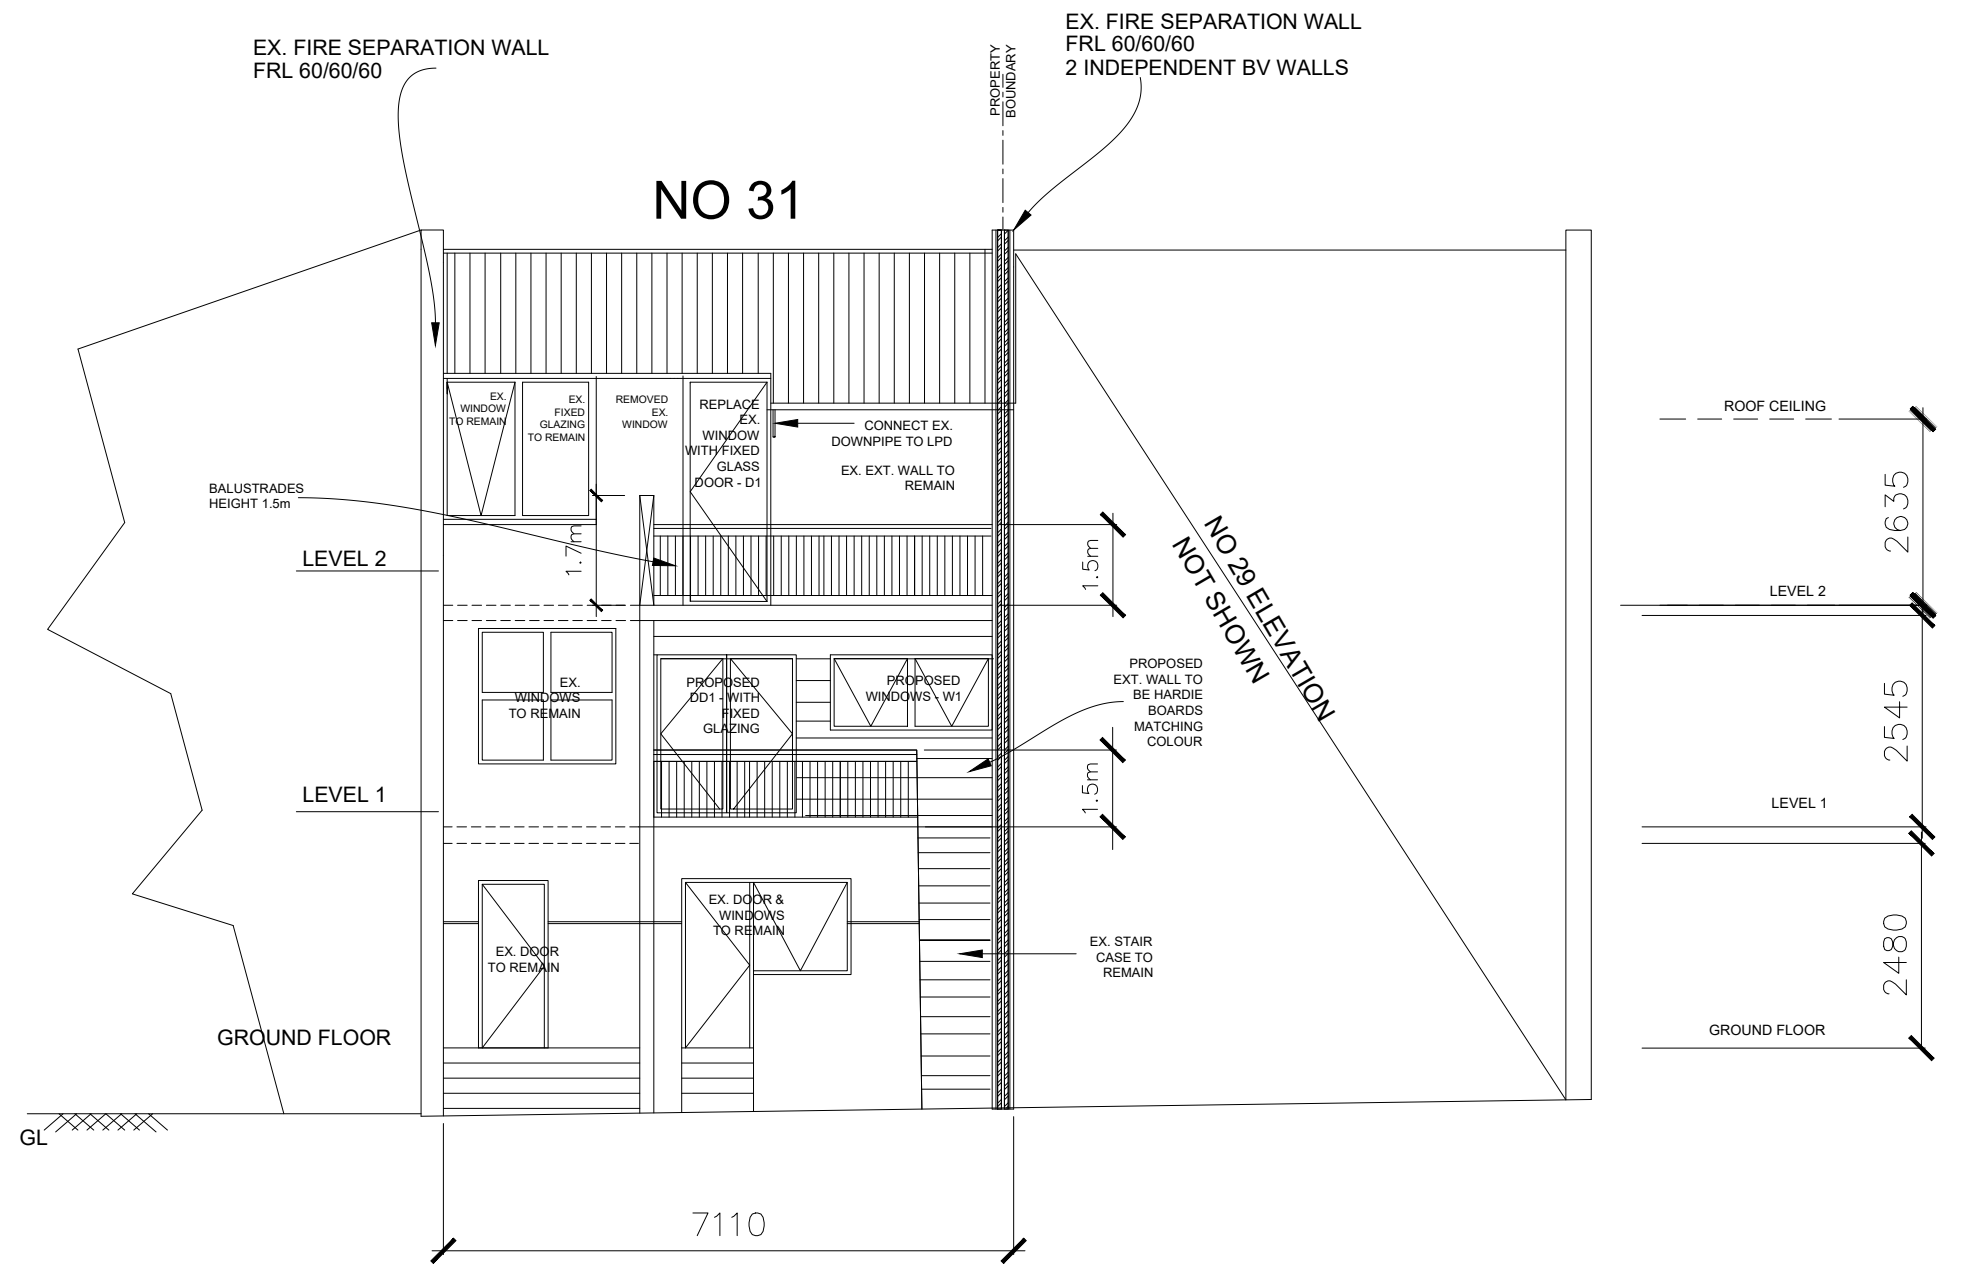 EX. FIRE SEPARATION WALL
FRL 60/60/60
PROPERTY
BOUNDARY
EX. FIRE SEPARATION WALL
FRL 60/60/60
2 INDEPENDENT BV WALLS
NO 31
EX.
WINDOW
TO REMAIN
EX.
FIXED
GLAZING
TO REMAIN
REMOVED
EX.
WINDOW
REPLACE
EX.
WINDOW
WITH FIXED
GLASS
DOOR - D1
CONNECT EX.
DOWNPIPE TO LPD
EX. EXT. WALL TO
REMAIN
BALUSTRADES
HEIGHT 1.5m
1.7m
1.5m
LEVEL 2
NO 29 ELEVATION
NOT SHOWN
ROOF CEILING
2635
LEVEL 2
EX.
WINDOWS
TO REMAIN
PROPOSED
DD1 - WITH
FIXED
GLAZING
PROPOSED
WINDOWS - W1
PROPOSED
EXT. WALL TO
BE HARDIE
BOARDS
MATCHING
COLOUR
2545
1.5m
LEVEL 1
LEVEL 1
EX. DOOR
TO REMAIN
EX. DOOR &
WINDOWS
TO REMAIN
EX. STAIR
CASE TO
REMAIN
2480
GROUND FLOOR
GROUND FLOOR
GL
7110